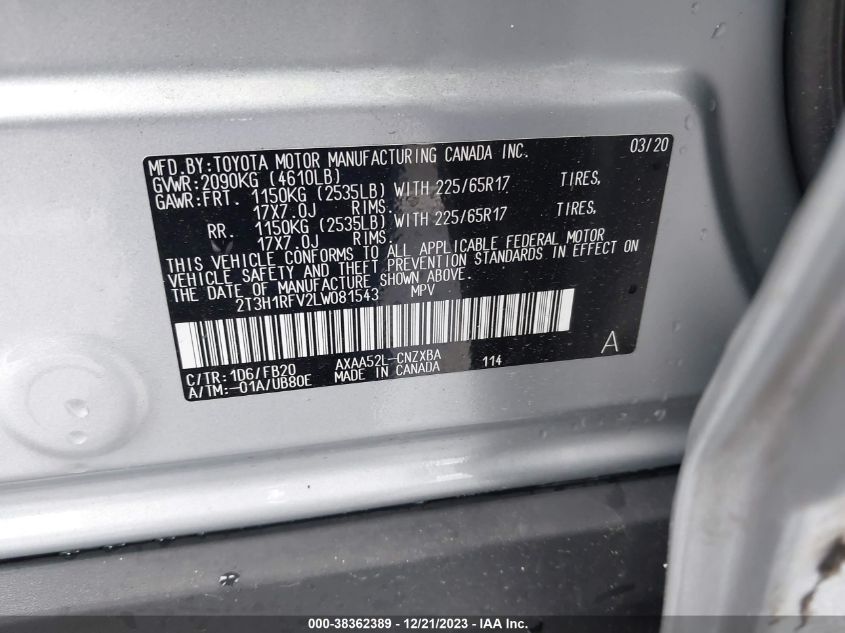 MFD.BY:TOYOTA MOTOR MANUFACTURING CANADA INC. 03/20
GVWR:2090KG (4610LB)
GAWR:FRT. 1150KG (2535LB) WITH 225/65R17 TIRES,
17X7.0J RIMS.
RR. 1150KG (2535LB) WITH 225/65R17 TIRES,
17X7.0J RIMS.
THIS VEHICLE CONFORMS TO ALL APPLICABLE FEDERAL MOTOR
VEHICLE SAFETY AND THEFT PREVENTION STANDARDS IN EFFECT ON
THE DATE OF MANUFACTURE SHOWN ABOVE.
2T3H1RFV2LW081543 MPV
A
C/TR:1D6/FB20 AXAA52L-CNZXBA 114
A/TM:-01A/UB80E MADE IN CANADA
000-38362389 - 12/21/2023 - IAA Inc.